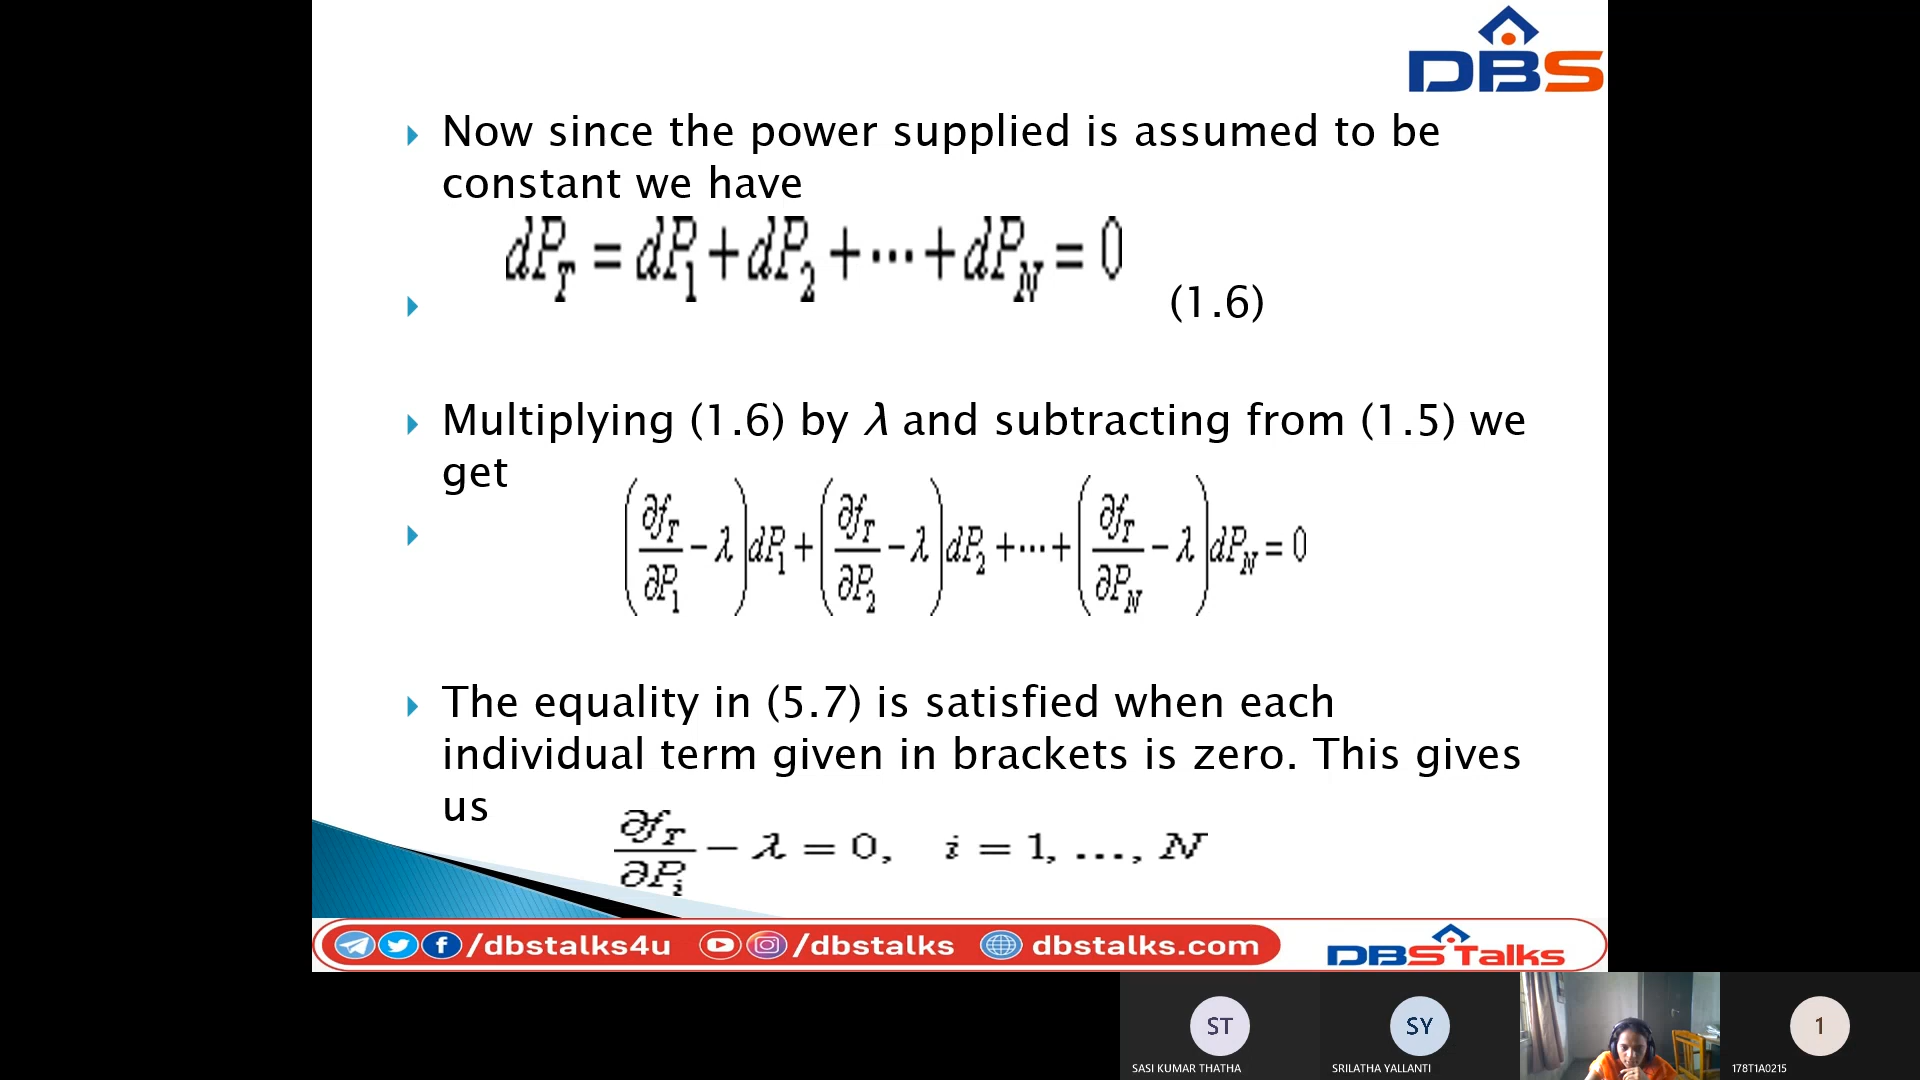 DBS
Now since the power supplied is assumed to be
constant we have
dP_T = dP_1 + dP_2 + ··· + dP_N = 0
(1.6)
Multiplying (1.6) by λ and subtracting from (1.5) we
get
(∂f_T/∂P_1 − λ)dP_1 + (∂f_T/∂P_2 − λ)dP_2 + ··· + (∂f_T/∂P_N − λ)dP_N = 0
The equality in (5.7) is satisfied when each
individual term given in brackets is zero. This gives
us
∂f_T/∂P_i − λ = 0, i = 1, ..., N
/dbstalks4u /dbstalks dbstalks.com DBS Talks
ST SY 1
SASI KUMAR THATHA SRILATHA YALLANTI 178T1A0215